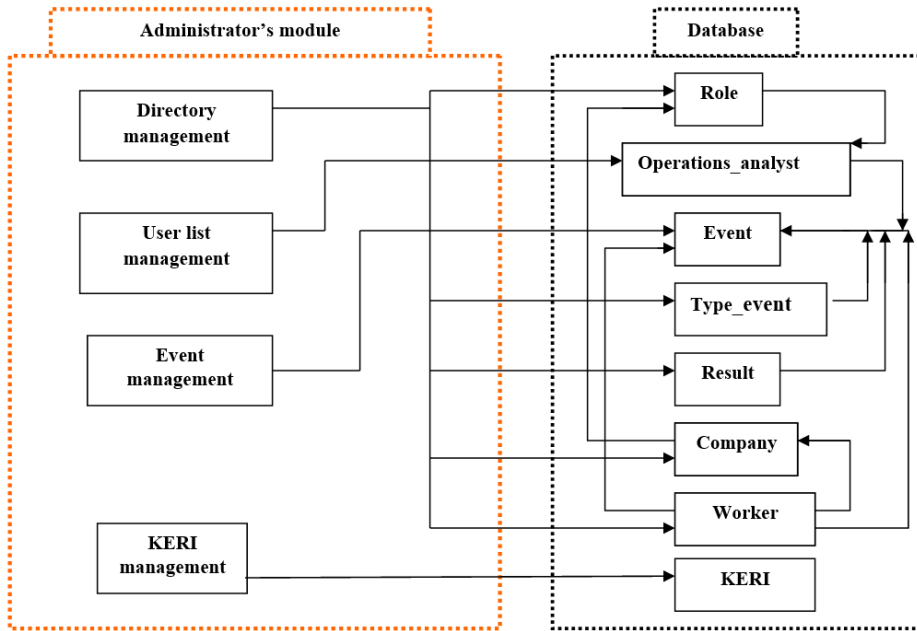 Administrator's module
Directory
management
User list
management
Event
management
KERI
management
Database
Role
Operations_analyst
Event
Type_event
Result
Company
Worker
KERI